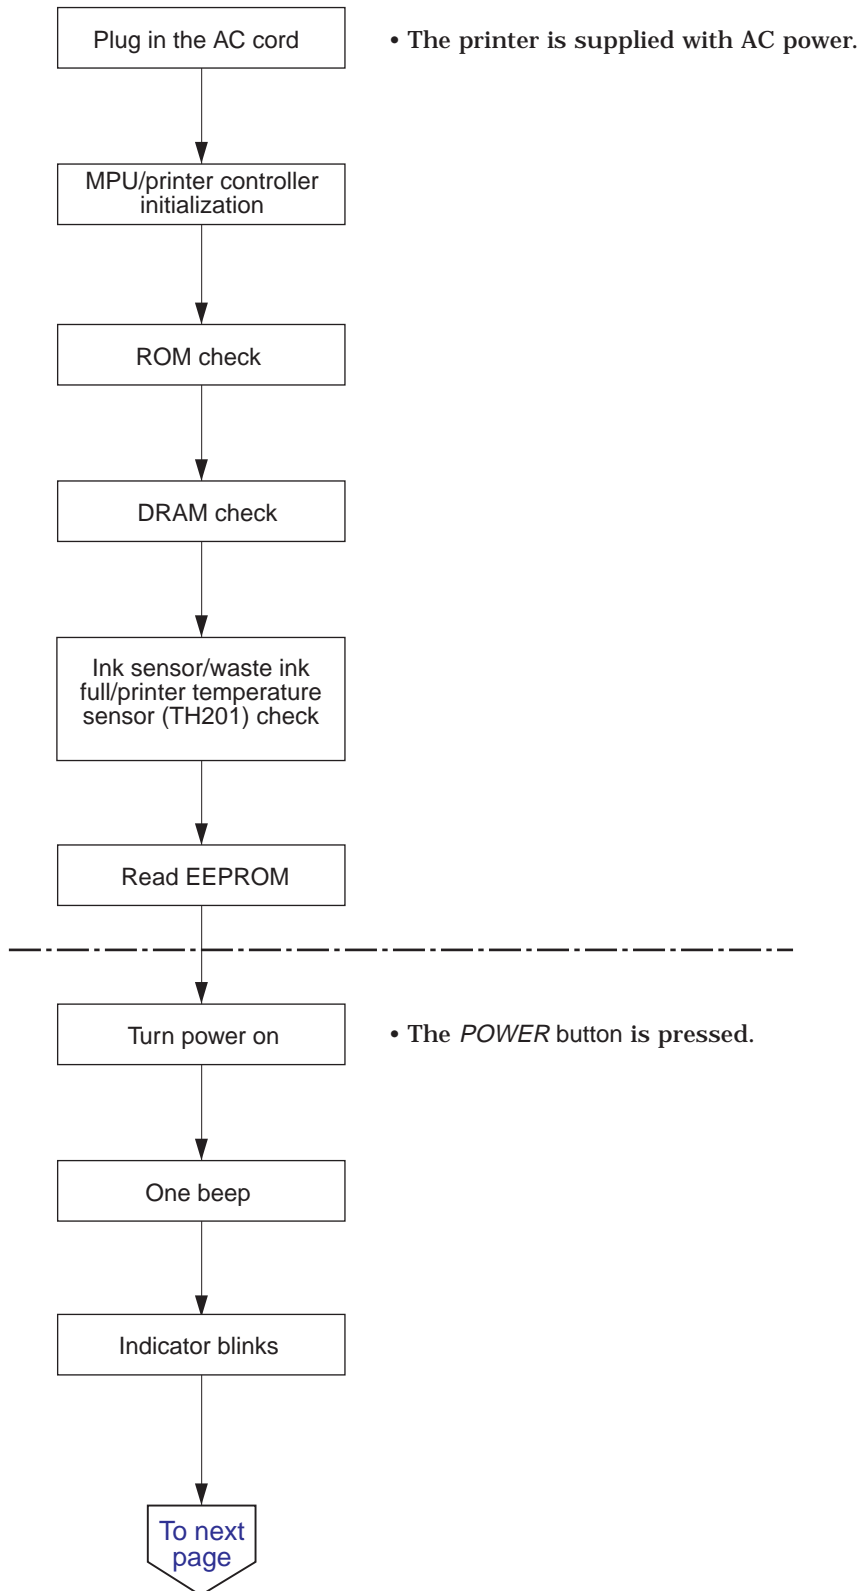 Plug in the AC cord
• The printer is supplied with AC power.
MPU/printer controller
initialization
ROM check
DRAM check
Ink sensor/waste ink
full/printer temperature
sensor (TH201) check
Read EEPROM
Turn power on
• The POWER button is pressed.
One beep
Indicator blinks
To next
page